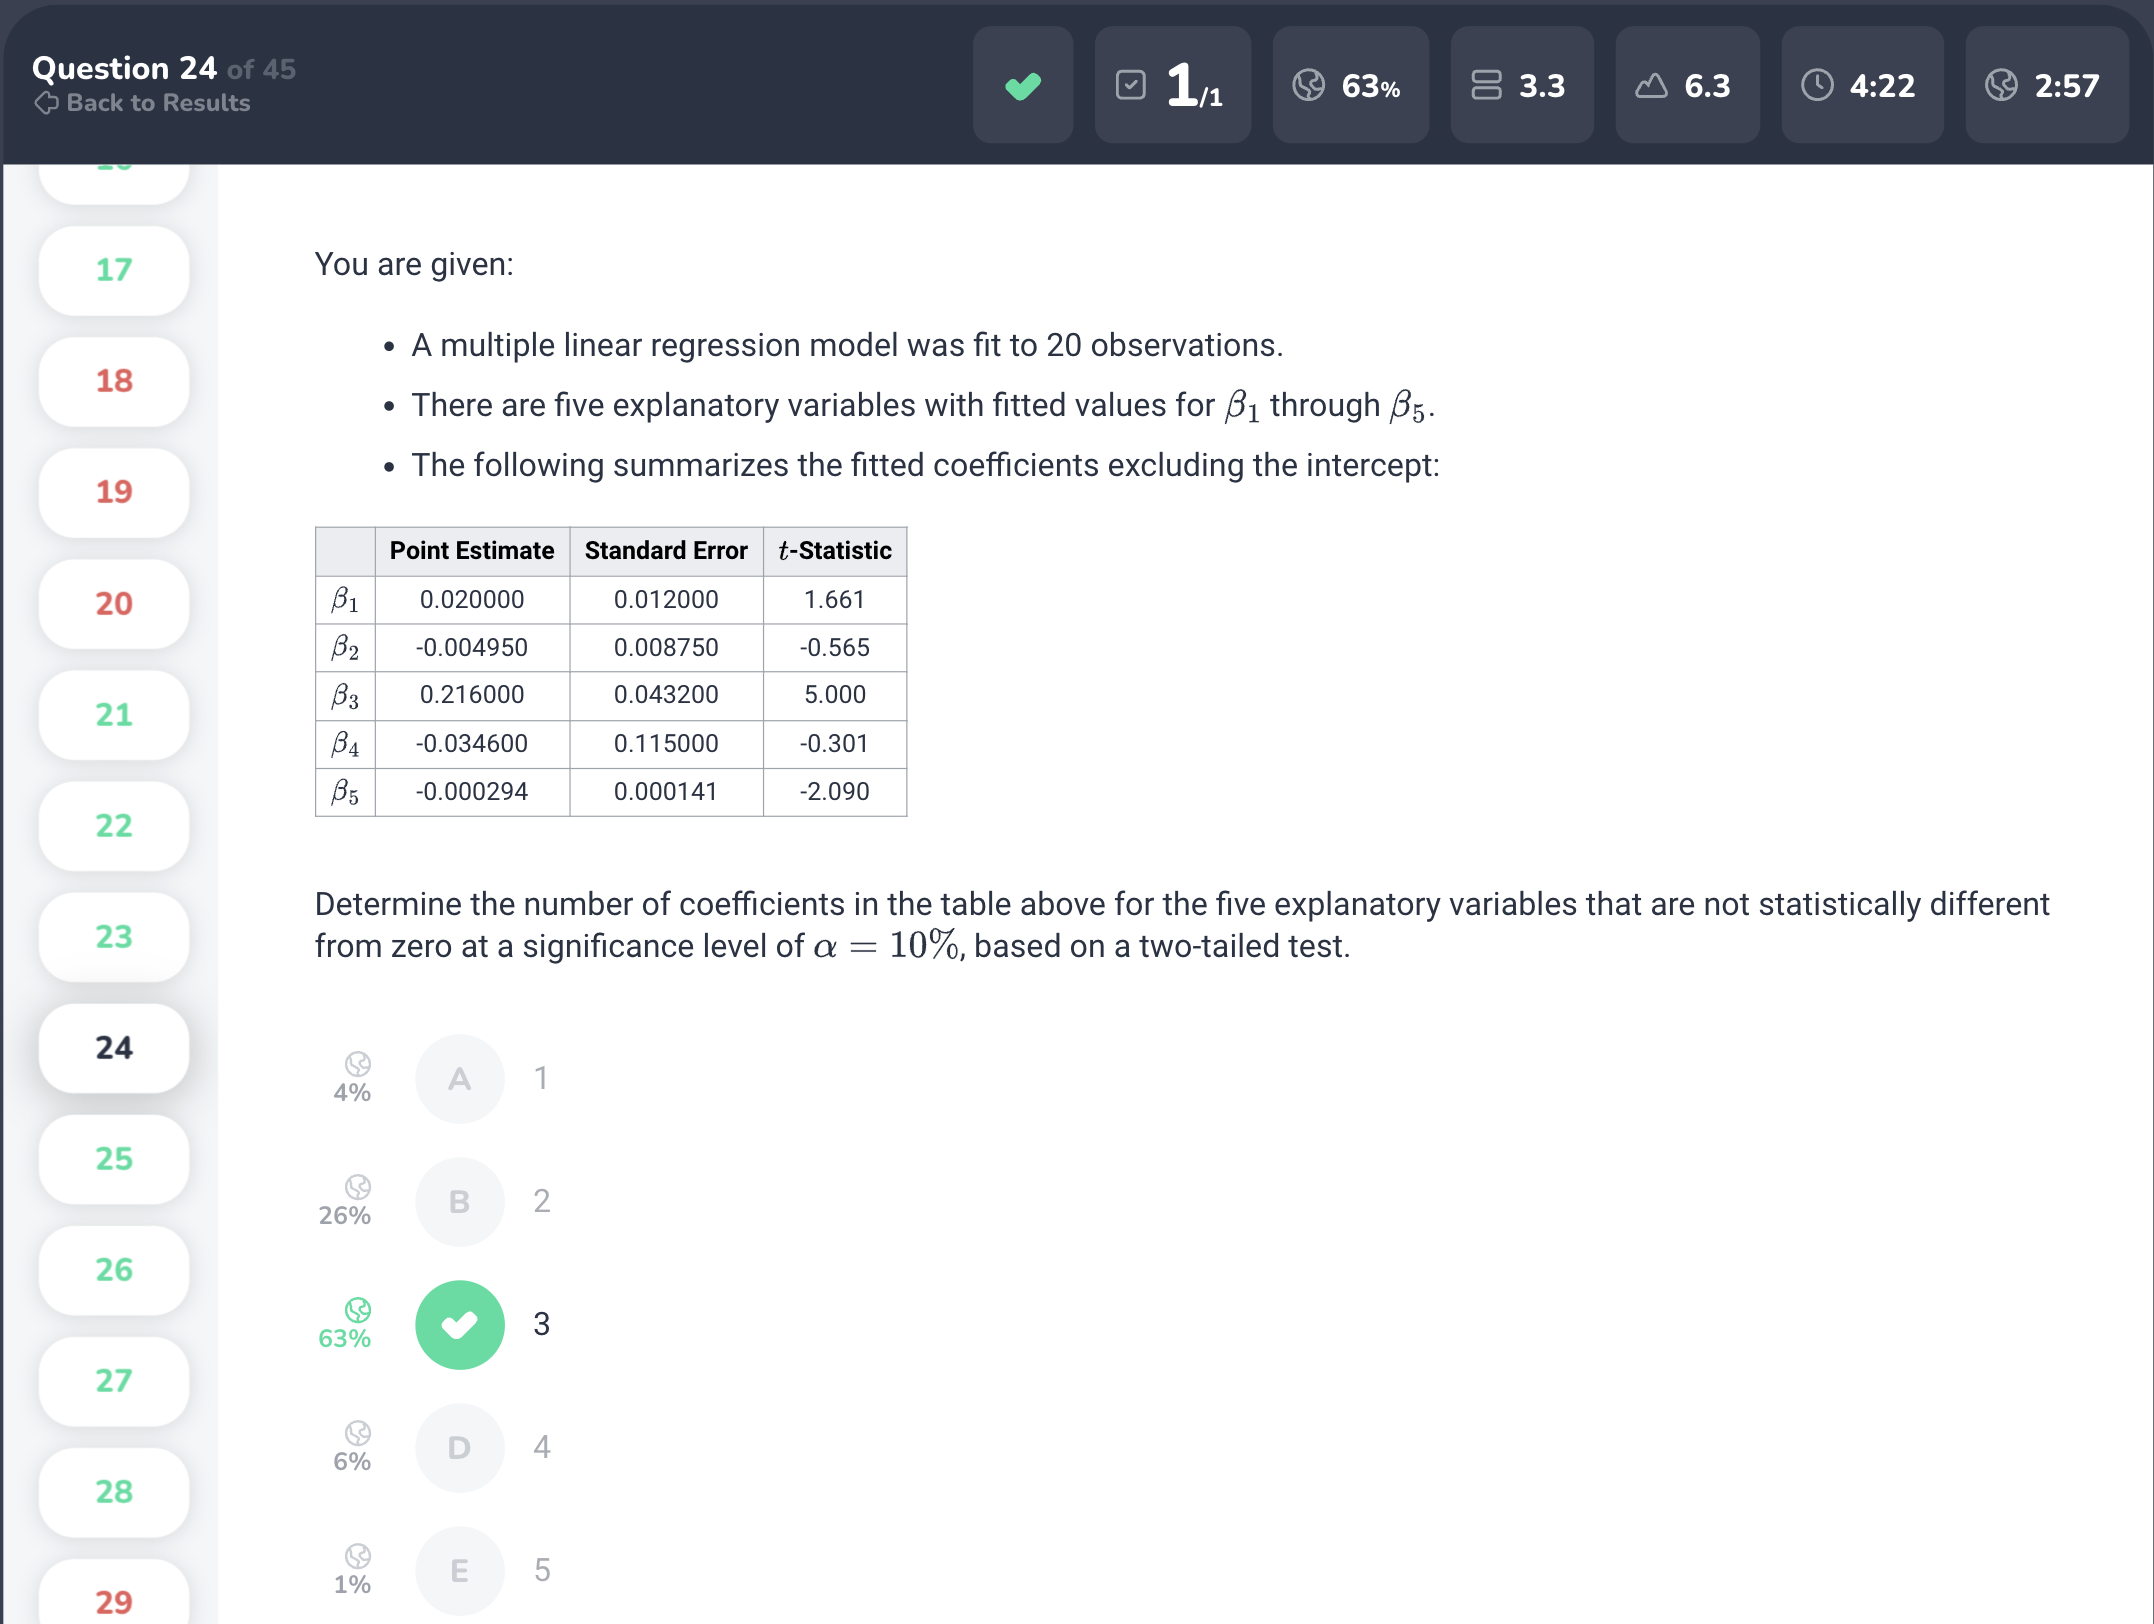 Question 24 of 45
Back to Results
1/1
63%
3.3
6.3
4:22
2:57
17
18
19
20
21
22
23
24
25
26
27
28
29
You are given:
• A multiple linear regression model was fit to 20 observations.
• There are five explanatory variables with fitted values for β₁ through β₅.
• The following summarizes the fitted coefficients excluding the intercept:
Point Estimate Standard Error t-Statistic
β₁ 0.020000 0.012000 1.661
β₂ -0.004950 0.008750 -0.565
β₃ 0.216000 0.043200 5.000
β₄ -0.034600 0.115000 -0.301
β₅ -0.000294 0.000141 -2.090
Determine the number of coefficients in the table above for the five explanatory variables that are not statistically different
from zero at a significance level of α = 10%, based on a two-tailed test.
4% A 1
26% B 2
63% 3
6% D 4
1% E 5